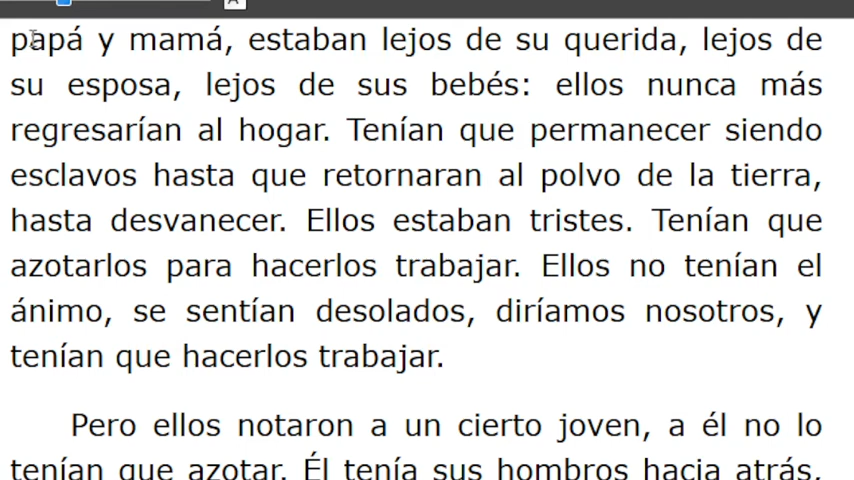 papá y mamá, estaban lejos de su querida, lejos de
su esposa, lejos de sus bebés: ellos nunca más
regresarían al hogar. Tenían que permanecer siendo
esclavos hasta que retornaran al polvo de la tierra,
hasta desvanecer. Ellos estaban tristes. Tenían que
azotarlos para hacerlos trabajar. Ellos no tenían el
ánimo, se sentían desolados, diríamos nosotros, y
tenían que hacerlos trabajar.
Pero ellos notaron a un cierto joven, a él no lo
tenían que azotar. Él tenía sus hombros hacia atrás,